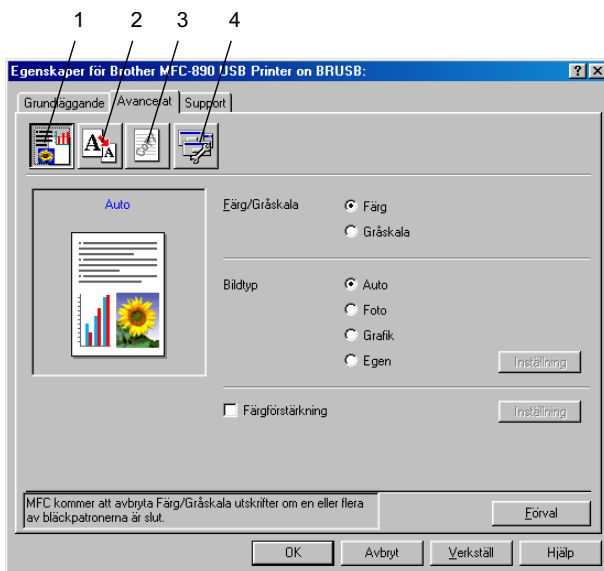 1 2 3 4
Egenskaper för Brother MFC-890 USB Printer on BRUSB:
Grundläggande Avancerat Support
Auto
Färg/Gråskala
Färg
Gråskala
Bildtyp
Auto
Foto
Grafik
Egen
Inställning
Färgförstärkning
Inställning
MFC kommer att avbryta Färg/Gråskala utskrifter om en eller flera
av bläckpatronerna är slut.
Förval
OK Avbryt Verkställ Hjälp